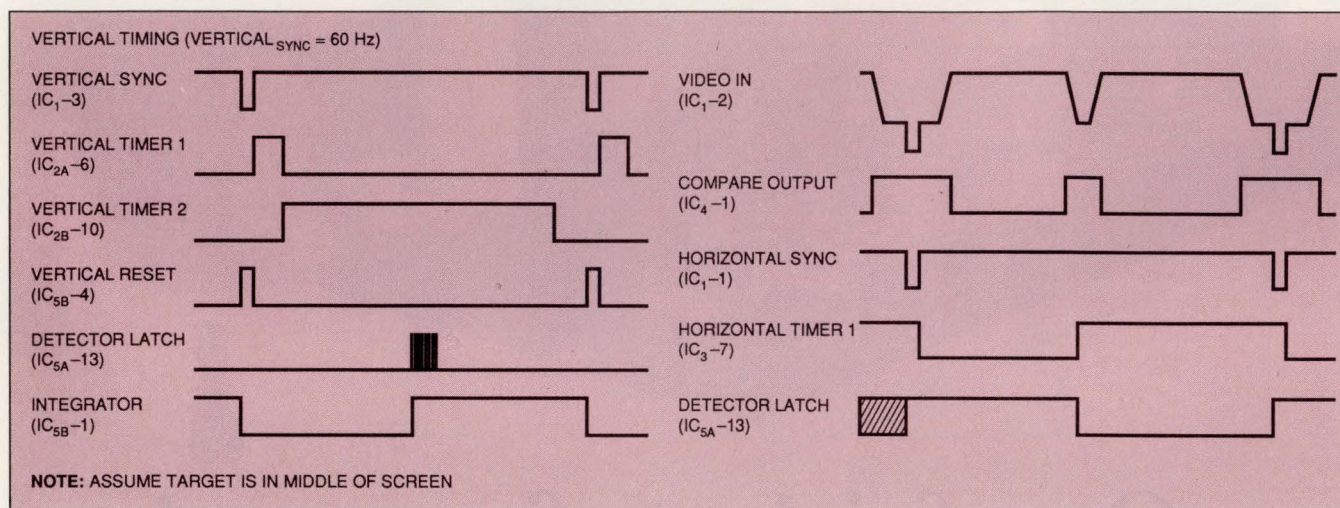 VERTICAL TIMING (VERTICAL SYNC = 60 Hz)
VERTICAL SYNC
(IC1–3)
VERTICAL TIMER 1
(IC2A–6)
VERTICAL TIMER 2
(IC2B–10)
VERTICAL RESET
(IC5B–4)
DETECTOR LATCH
(IC5A–13)
INTEGRATOR
(IC5B–1)
NOTE: ASSUME TARGET IS IN MIDDLE OF SCREEN
VIDEO IN
(IC1–2)
COMPARE OUTPUT
(IC4–1)
HORIZONTAL SYNC
(IC1–1)
HORIZONTAL TIMER 1
(IC3–7)
DETECTOR LATCH
(IC5A–13)